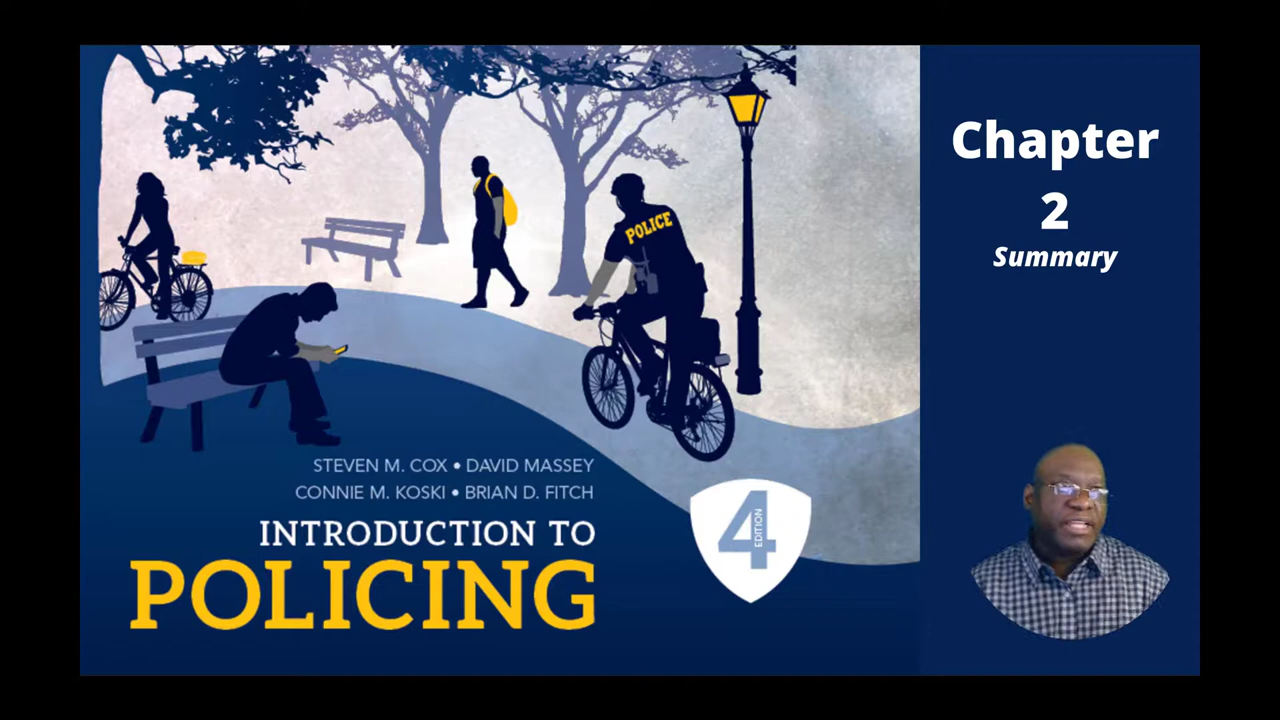 Chapter
2
Summary
POLICE
STEVEN M. COX • DAVID MASSEY
CONNIE M. KOSKI • BRIAN D. FITCH
INTRODUCTION TO
POLICING
4 EDITION